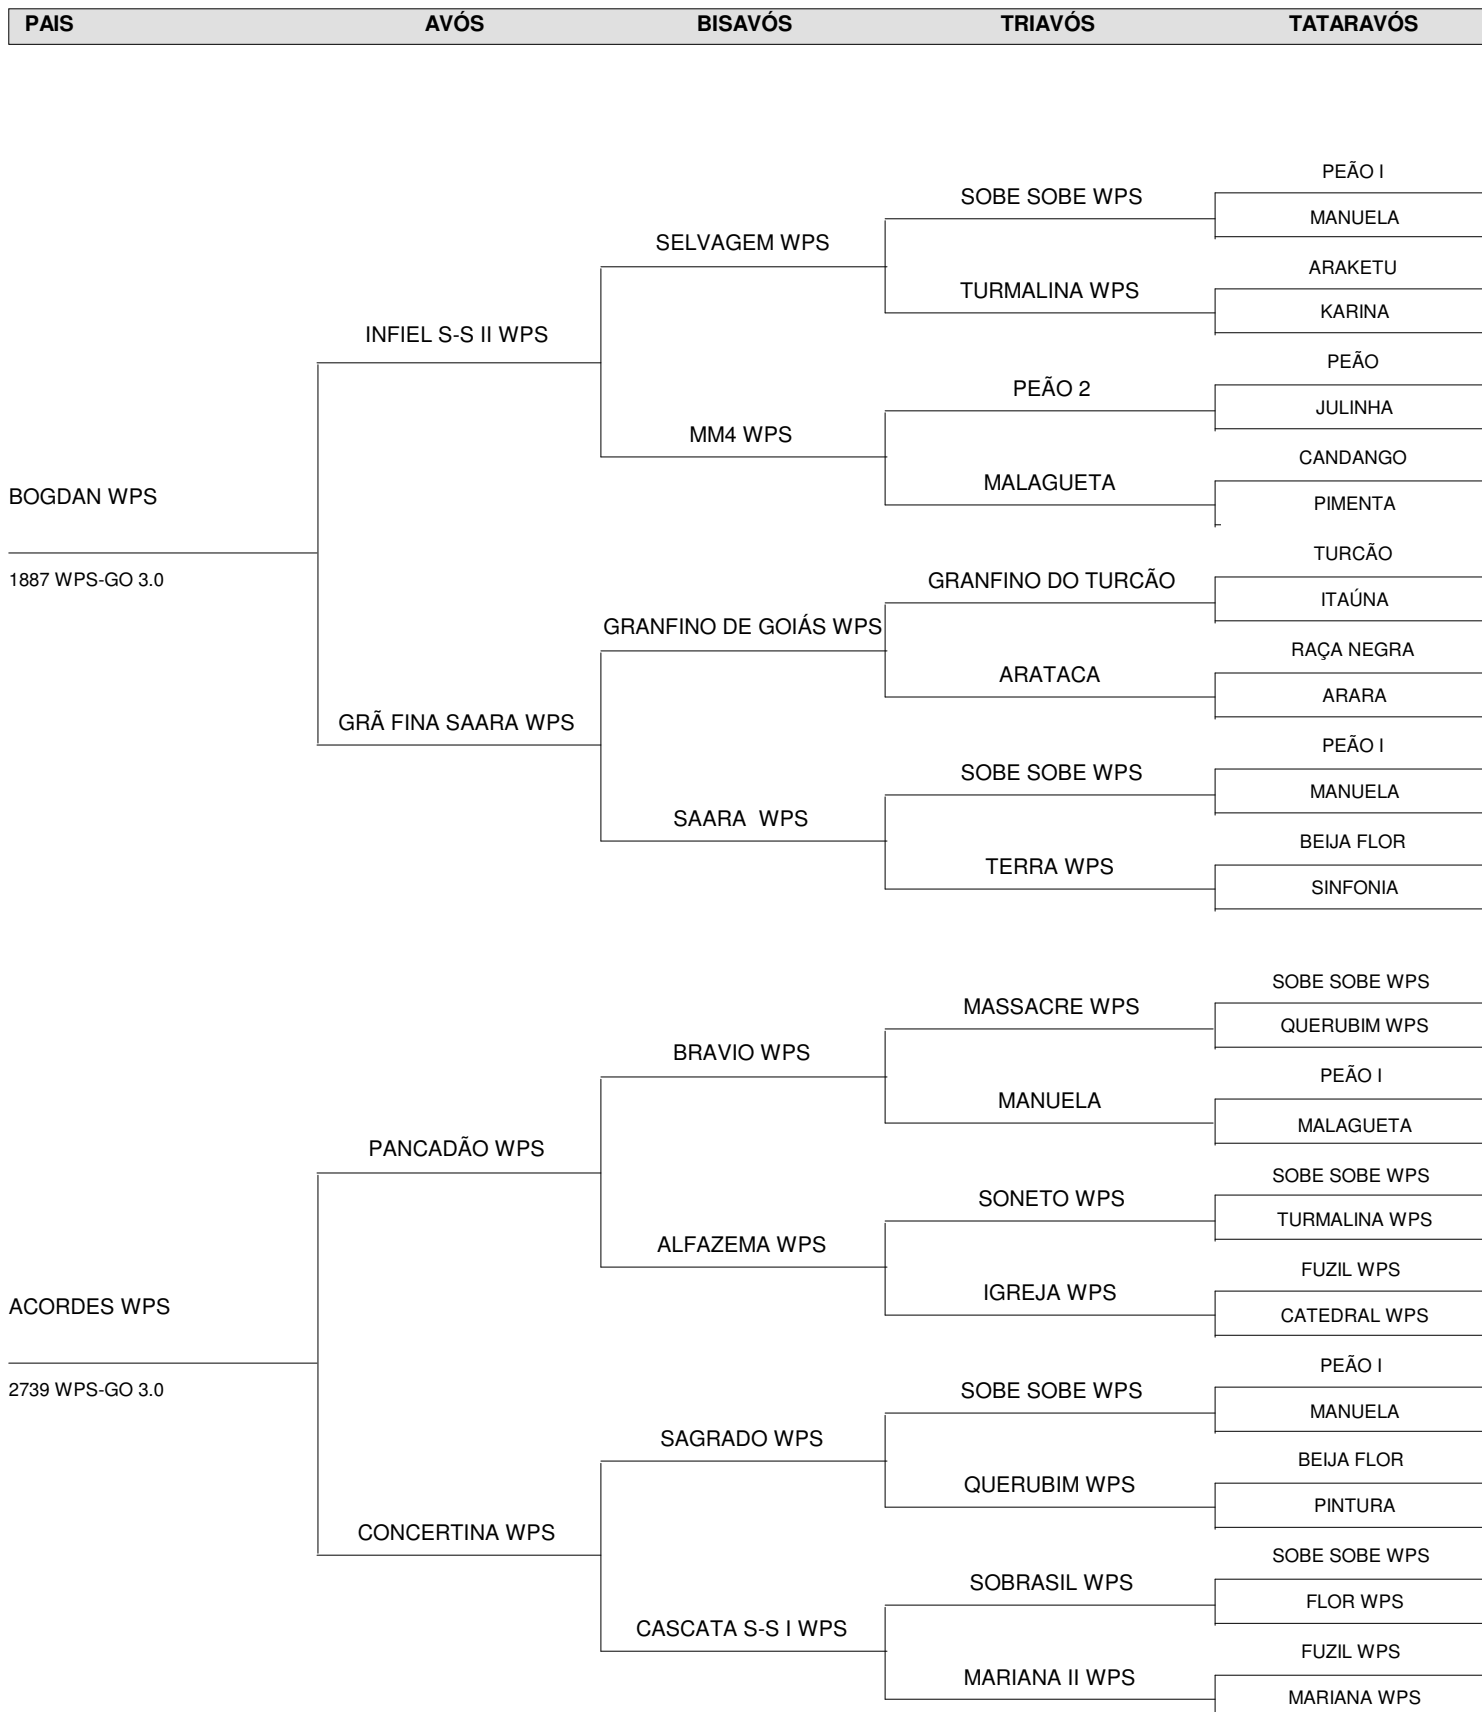 PAIS AVÓS BISAVÓS TRIAVÓS TATARAVÓS
PEÃO I
SOBE SOBE WPS
MANUELA
SELVAGEM WPS
ARAKETU
TURMALINA WPS
KARINA
INFIEL S-S II WPS
PEÃO
PEÃO 2
JULINHA
MM4 WPS
CANDANGO
MALAGUETA
PIMENTA
BOGDAN WPS
TURCÃO
1887 WPS-GO 3.0
GRANFINO DO TURCÃO
ITAÚNA
GRANFINO DE GOIÁS WPS
RAÇA NEGRA
ARATACA
ARARA
GRÃ FINA SAARA WPS
PEÃO I
SOBE SOBE WPS
MANUELA
SAARA WPS
BEIJA FLOR
TERRA WPS
SINFONIA
SOBE SOBE WPS
MASSACRE WPS
QUERUBIM WPS
BRAVIO WPS
PEÃO I
MANUELA
MALAGUETA
PANCADÃO WPS
SOBE SOBE WPS
SONETO WPS
TURMALINA WPS
ALFAZEMA WPS
FUZIL WPS
IGREJA WPS
CATEDRAL WPS
ACORDES WPS
PEÃO I
2739 WPS-GO 3.0
SOBE SOBE WPS
MANUELA
SAGRADO WPS
BEIJA FLOR
QUERUBIM WPS
PINTURA
CONCERTINA WPS
SOBE SOBE WPS
SOBRASIL WPS
FLOR WPS
CASCATA S-S I WPS
FUZIL WPS
MARIANA II WPS
MARIANA WPS